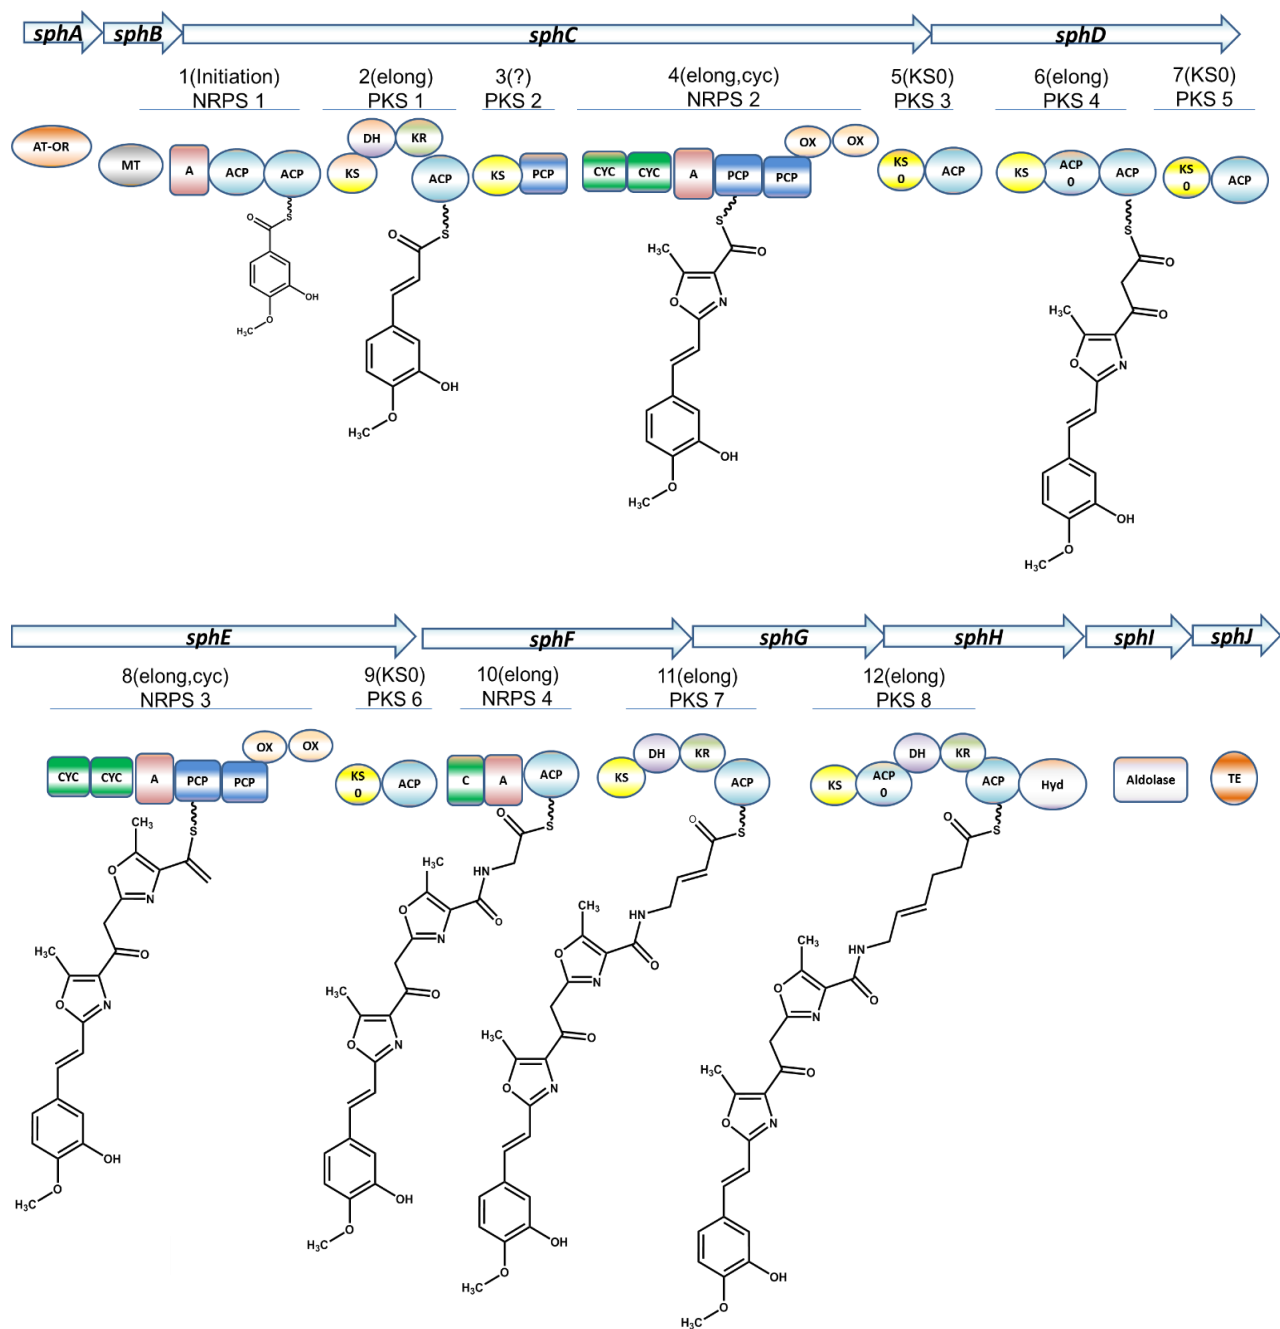 sphA sphB sphC sphD
1(Initiation) 2(elong) 3(?) 4(elong,cyc) 5(KS0) 6(elong) 7(KS0)
NRPS 1 PKS 1 PKS 2 NRPS 2 PKS 3 PKS 4 PKS 5
AT-OR MT A ACP ACP KS DH KR ACP KS PCP CYC CYC A PCP PCP OX OX KS 0 ACP KS ACP 0 ACP KS 0 ACP
O S OH O H₃C
O S OH O H₃C
S O H₃C O N OH O H₃C
S O O H₃C O N OH O H₃C
sphE sphF sphG sphH sphI sphJ
8(elong,cyc) 9(KS0) 10(elong) 11(elong) 12(elong)
NRPS 3 PKS 6 NRPS 4 PKS 7 PKS 8
CYC CYC A PCP PCP OX OX KS 0 ACP C A ACP KS DH KR ACP KS ACP 0 DH KR ACP Hyd Aldolase TE
CH₃ S O N O H₃C O N OH O H₃C
O S NH H₃C O O N O H₃C O N OH O H₃C
O S NH CH₃ O O N O H₃C O N OH O H₃C
O S NH CH₃ O O N O H₃C O N OH O H₃C